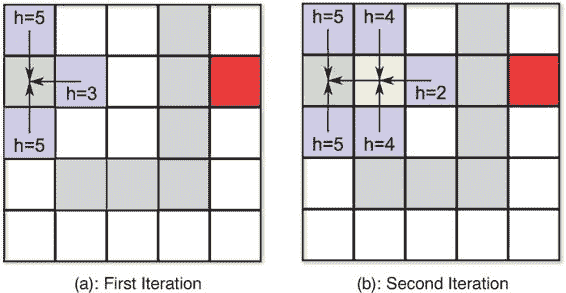 h=5
h=3
h=5
(a): First Iteration
h=5 h=4
h=2
h=5 h=4
(b): Second Iteration